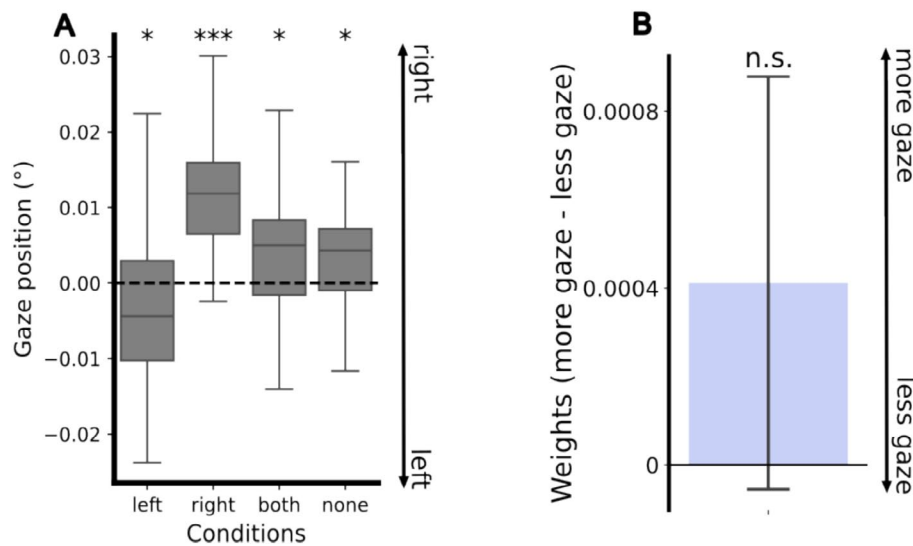 A
* *** * *
0.03
0.02
0.01
0.00
−0.01
−0.02
Gaze position (°)
left right both none
Conditions
right
left
B
n.s.
0.0008
0.0004
0
Weights (more gaze - less gaze)
more gaze
less gaze